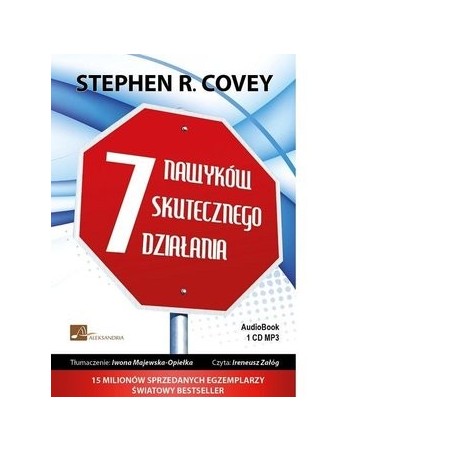 STEPHEN R. COVEY
7 NAWYKÓW
SKUTECZNEGO
DZIAŁANIA
AudioBook
1 CD MP3
ALEKSANDRIA
Tłumaczenie: Iwona Majewska-Opiełka Czyta: Ireneusz Załóg
15 MILIONÓW SPRZEDANYCH EGZEMPLARZY
ŚWIATOWY BESTSELLER